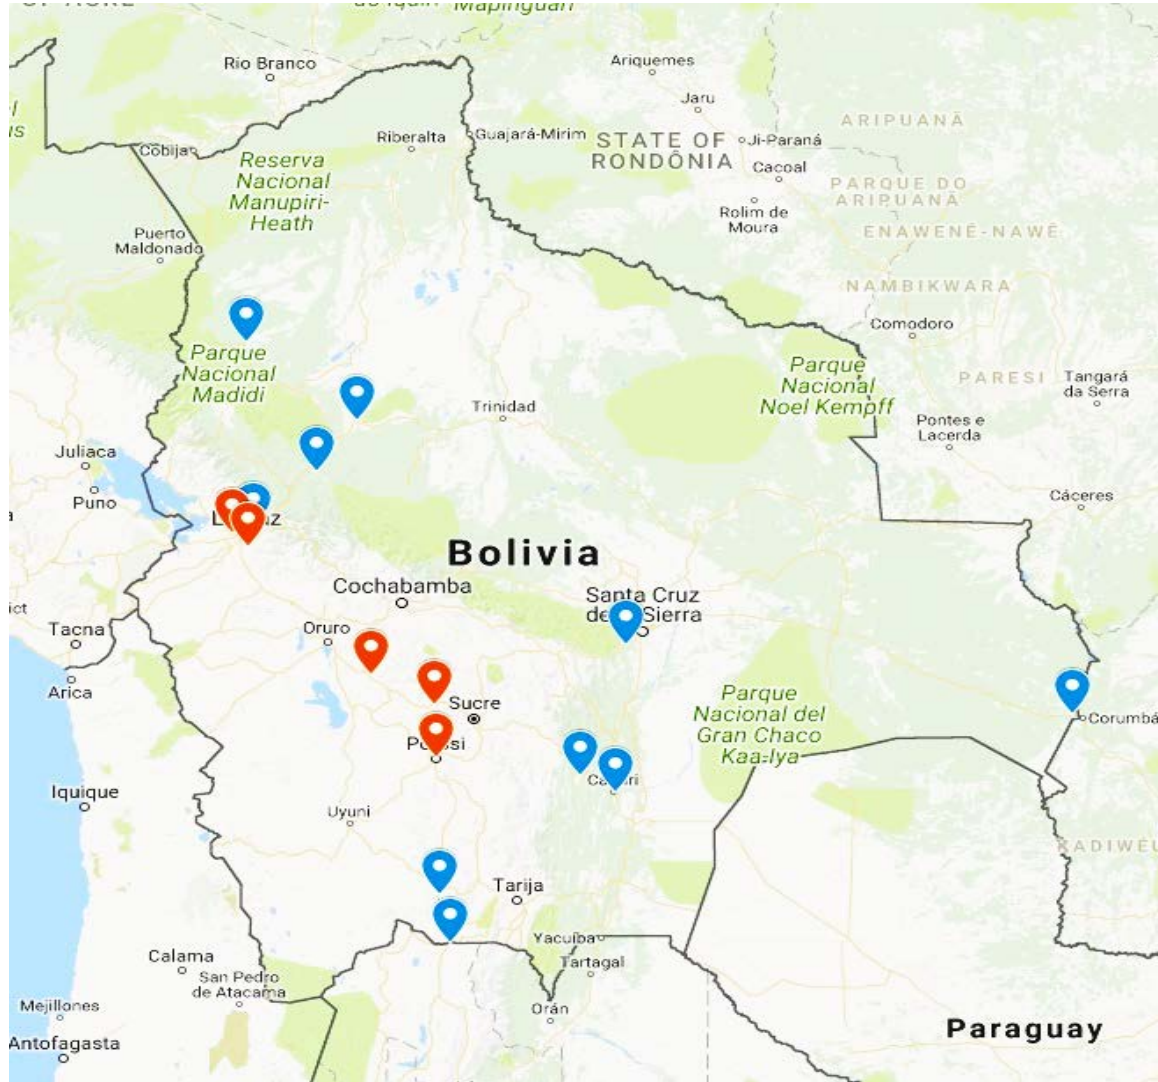 Mapinguari
Rio Branco
Ariquemes
Jaru
ARIPUANÃ
Riberalta
Guajará-Mirim
STATE OF
RONDÔNIA
Ji-Paraná
Cobija
Reserva
Nacional
Manupiri-
Heath
Cacoal
PARQUE DO
ARIPUANÃ
Rolim de
Moura
ENAWENÊ-NAWÊ
Puerto
Maldonado
NAMBIKWARA
Comodoro
Parque
Nacional
Madidi
Parque
Nacional
Noel Kempff
PARESI
Tangará
da Serra
Trinidad
Pontes e
Lacerda
Juliaca
Puno
Cáceres
Bolivia
Cochabamba
Santa Cruz
Sierra
Tacna
Oruro
Arica
Sucre
Parque
Nacional del
Gran Chaco
Kaa-Iya
Corumbá
Iquique
Uyuni
Tarija
Yacuíba
Tartagal
Calama
San Pedro
de Atacama
Mejillones
Orán
Antofagasta
Paraguay